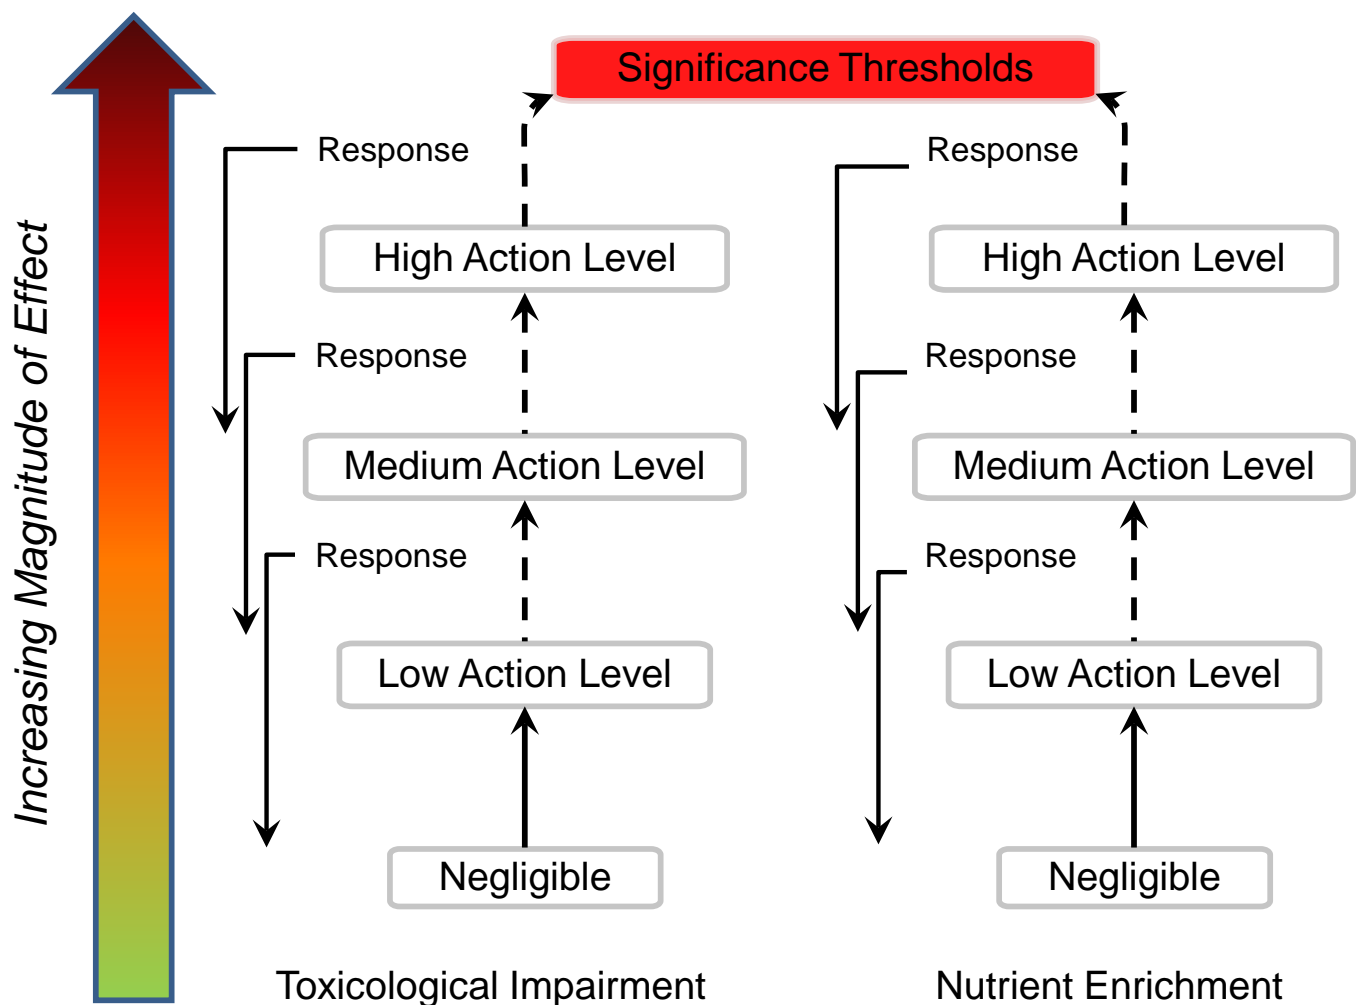 Significance Thresholds
Increasing Magnitude of Effect
Response
High Action Level
Response
Medium Action Level
Response
Low Action Level
Negligible
Toxicological Impairment
Response
High Action Level
Response
Medium Action Level
Response
Low Action Level
Negligible
Nutrient Enrichment